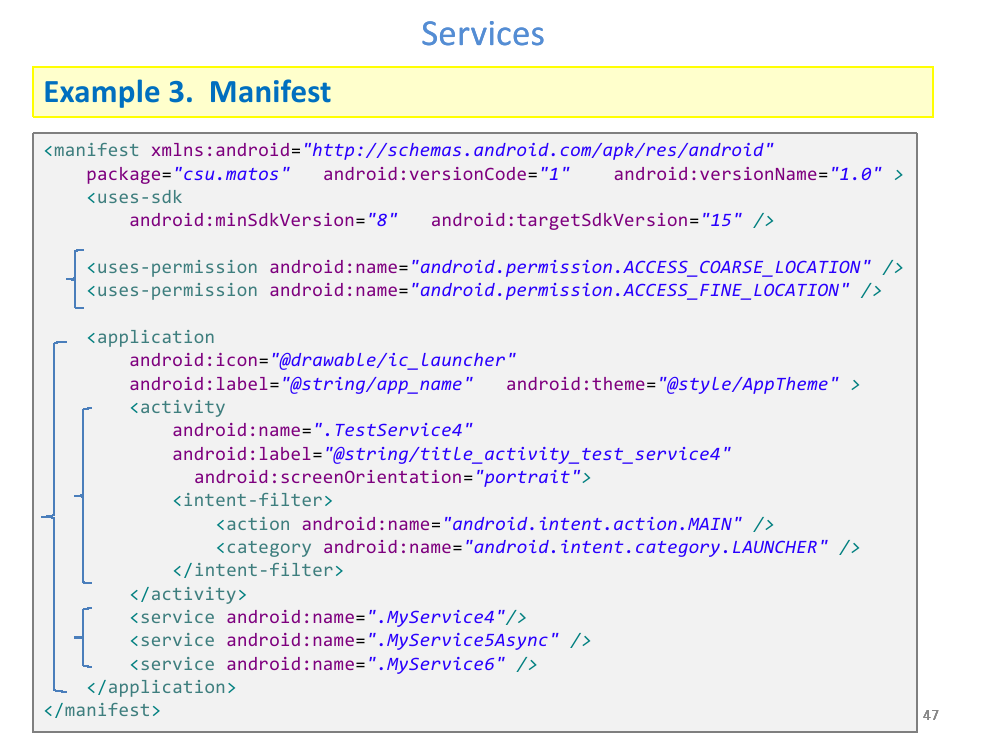 Services
Example 3.  Manifest
<manifest xmlns:android="http://schemas.android.com/apk/res/android"
    package="csu.matos"   android:versionCode="1"    android:versionName="1.0" >
    <uses-sdk
        android:minSdkVersion="8"   android:targetSdkVersion="15" />
    <uses-permission android:name="android.permission.ACCESS_COARSE_LOCATION" />
    <uses-permission android:name="android.permission.ACCESS_FINE_LOCATION" />
    <application
        android:icon="@drawable/ic_launcher"
        android:label="@string/app_name"   android:theme="@style/AppTheme" >
        <activity
            android:name=".TestService4"
            android:label="@string/title_activity_test_service4"
              android:screenOrientation="portrait">
            <intent-filter>
                <action android:name="android.intent.action.MAIN" />
                <category android:name="android.intent.category.LAUNCHER" />
            </intent-filter>
        </activity>
        <service android:name=".MyService4"/>
        <service android:name=".MyService5Async" />
        <service android:name=".MyService6" />
    </application>
</manifest>
47